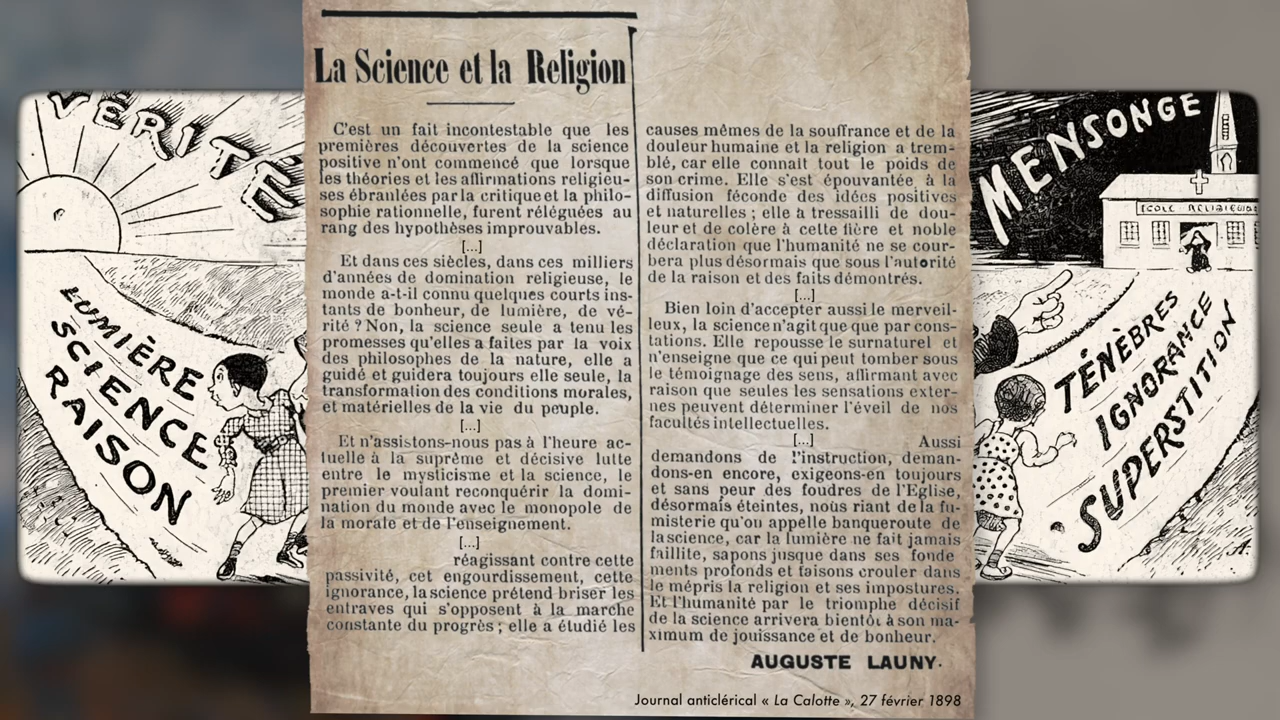 VÉRITÉ
LUMIÈRE
SCIENCE
RAISON
La Science et la Religion
C'est un fait incontestable que les
premières découvertes de la science
positive n'ont commencé que lorsque
les théories et les affirmations religieu-
ses ébranlées par la critique et la philo-
sophie rationnelle, furent réléguées au
rang des hypothèses improuvables.
[...]
Et dans ces siècles, dans ces milliers
d'années de domination religieuse, le
monde a-t-il connu quelques courts ins-
tants de bonheur, de lumière, de vé-
rité ? Non, la science seule a tenu les
promesses qu'elles a faites par la voix
des philosophes de la nature, elle a
guidé et guidera toujours elle seule, la
transformation des conditions morales,
et matérielles de la vie du peuple.
[...]
Et n'assistons-nous pas à l'heure ac-
tuelle à la suprême et décisive lutte
entre le mysticisme et la science, le
premier voulant reconquérir la domi-
nation du monde avec le monopole de
la morale et de l'enseignement.
[...]
réagissant contre cette
passivité, cet engourdissement, cette
ignorance, la science prétend briser les
entraves qui s'opposent à la marche
constante du progrès ; elle a étudié les
causes mêmes de la souffrance et de la
douleur humaine et la religion a trem-
blé, car elle connaît tout le poids de
son crime. Elle s'est épouvantée à la
diffusion féconde des idées positives
et naturelles ; elle à tressailli de dou-
leur et de colère à cette fière et noble
déclaration que l'humanité ne se cour-
bera plus désormais que sous l'autorité
de la raison et des faits démontrés.
[...]
Bien loin d'accepter aussi le merveil-
leux, la science n'agit que que par cons-
tations. Elle repousse le surnaturel et
n'enseigne que ce qui peut tomber sous
le témoignage des sens, affirmant avec
raison que seules les sensations exter-
nes peuvent déterminer l'éveil de nos
facultés intellectuelles.
[...] Aussi
demandons de l'instruction, deman-
dons-en encore, exigeons-en toujours
et sans peur des foudres de l'Eglise,
désormais éteintes, nous riant de la fu-
misterie qu'ou appelle banqueroute de
la science, car la lumière ne fait jamais
faillite, sapons jusque dans ses fonde
ments profonds et faisons crouler dans
le mépris la religion et ses impostures.
Et l'humanité par le triomphe décisif
de la science arrivera bientôt à son ma-
ximum de jouissance et de bonheur.
AUGUSTE LAUNY.
Journal anticlérical « La Calotte », 27 février 1898
MENSONGE
ECOLE RELIGIEUSE
TÉNÈBRES
IGNORANCE
SUPERSTITION